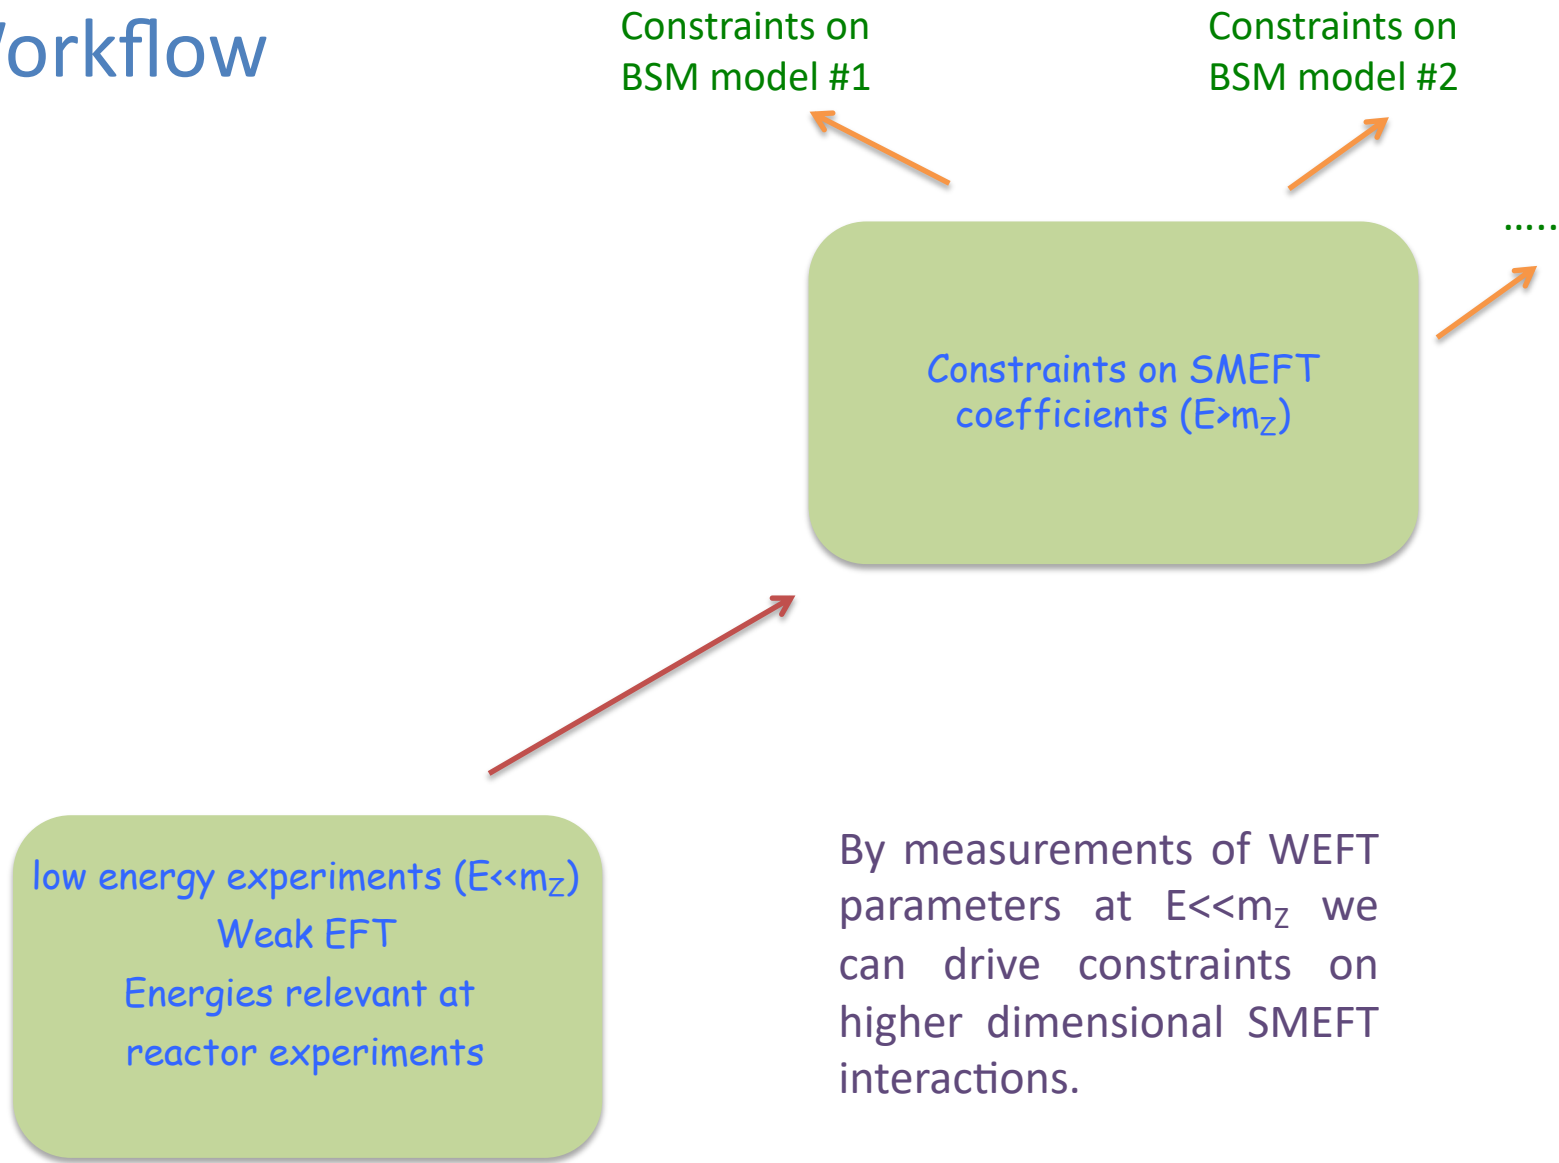 Workflow
Constraints on
BSM model #1
Constraints on
BSM model #2
.....
Constraints on SMEFT
coefficients (E>mZ)
low energy experiments (E<<mZ)
Weak EFT
Energies relevant at
reactor experiments
By measurements of WEFT
parameters at E<<mZ we
can drive constraints on
higher dimensional SMEFT
interactions.